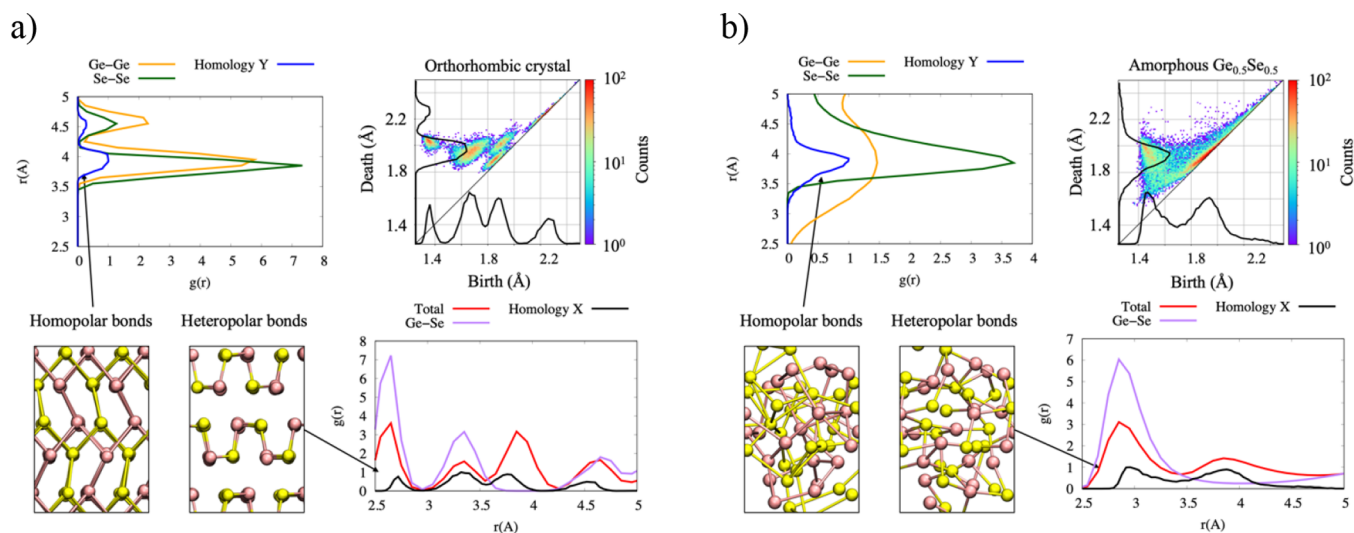 a)
Ge-Ge
Homology Y
Se-Se
5
4.5
4
3.5
3
2.5
0 1 2 3 4 5 6 7 8
r(A)
g(r)
Orthorhombic crystal
2.2
1.8
1.4
1.4 1.8 2.2
Death (Å)
Birth (Å)
10²
10¹
10⁰
Counts
Homopolar bonds
Heteropolar bonds
Total
Homology X
Ge-Se
8
7
6
5
4
3
2
1
0
2.5 3 3.5 4 4.5 5
g(r)
r(A)
b)
Ge-Ge
Homology Y
Se-Se
5
4.5
4
3.5
3
2.5
0 0.5 1 1.5 2 2.5 3 3.5 4
r(A)
g(r)
Amorphous Ge₀.₅Se₀.₅
2.2
1.8
1.4
1.4 1.8 2.2
Death (Å)
Birth (Å)
10²
10¹
10⁰
Counts
Homopolar bonds
Heteropolar bonds
Total
Homology X
Ge-Se
7
6
5
4
3
2
1
0
2.5 3 3.5 4 4.5 5
g(r)
r(A)